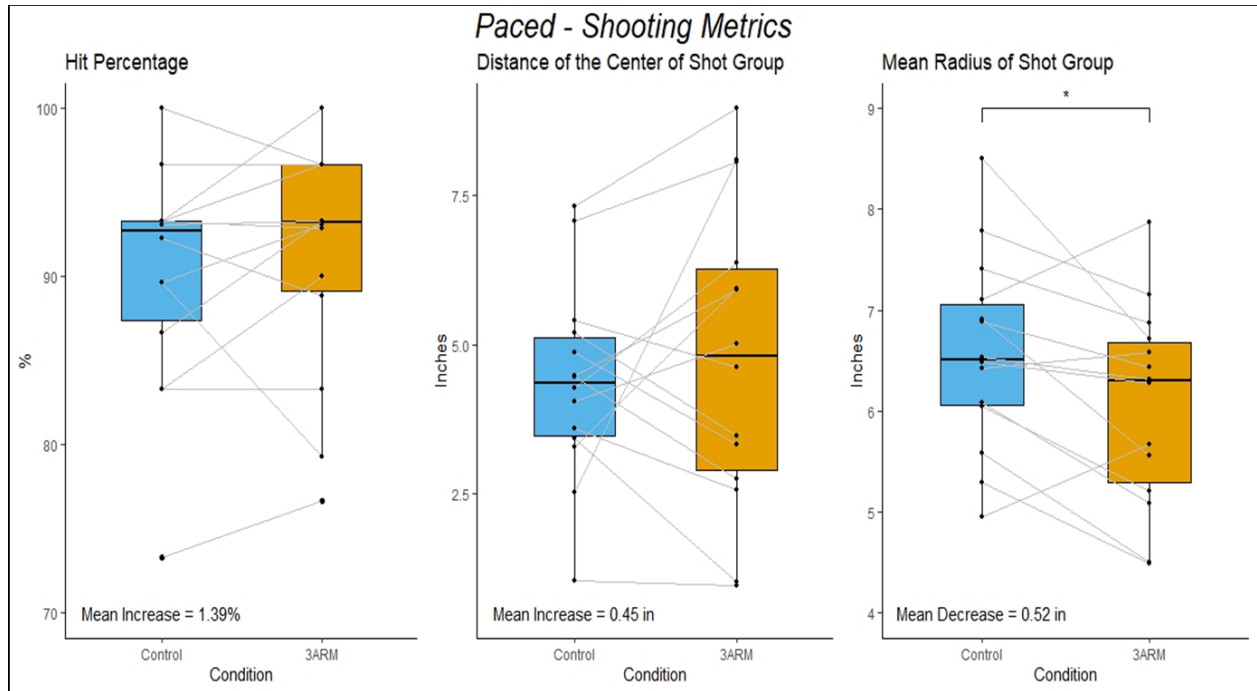 Paced - Shooting Metrics
Hit Percentage
%
100
90
80
70
Mean Increase = 1.39%
Control
3ARM
Condition
Distance of the Center of Shot Group
Inches
7.5
5.0
2.5
Mean Increase = 0.45 in
Control
3ARM
Condition
Mean Radius of Shot Group
*
Inches
9
8
7
6
5
4
Mean Decrease = 0.52 in
Control
3ARM
Condition